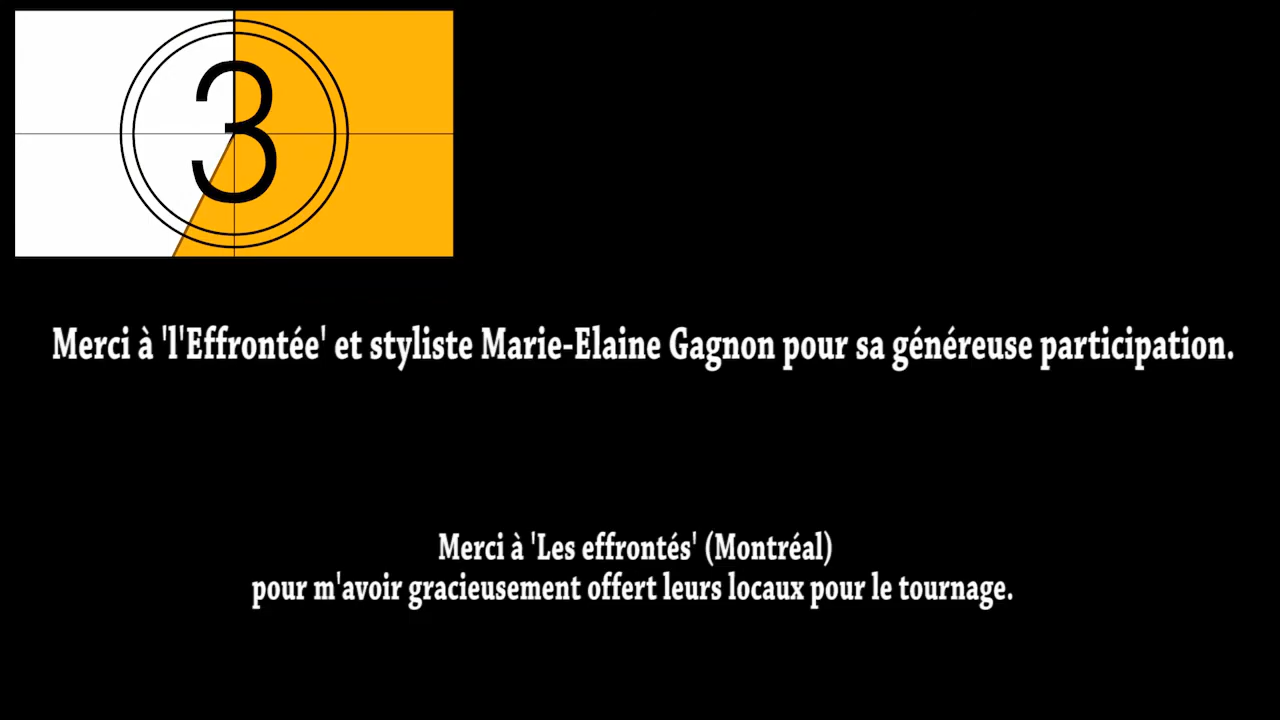 3
Merci à 'l'Effrontée' et styliste Marie-Elaine Gagnon pour sa généreuse participation.
Merci à 'Les effrontés' (Montréal)
pour m'avoir gracieusement offert leurs locaux pour le tournage.